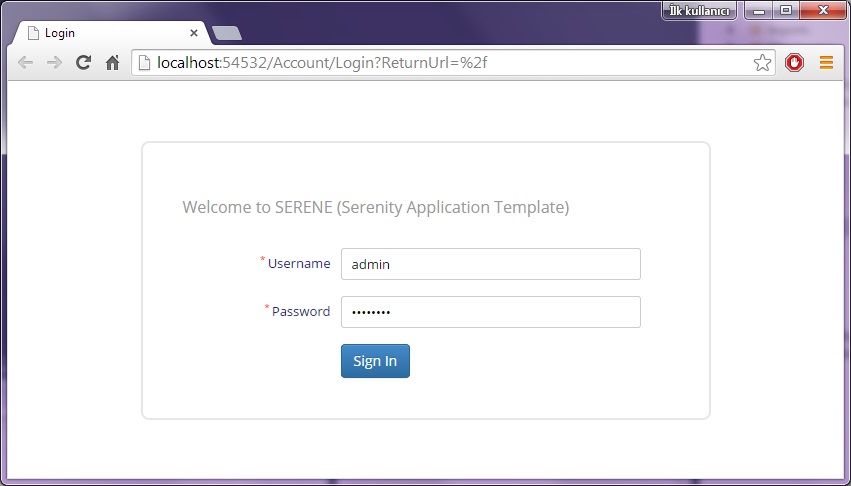 İlk kullanıcı
Login
localhost:54532/Account/Login?ReturnUrl=%2f
Welcome to SERENE (Serenity Application Template)
* Username admin
* Password ••••••••
Sign In